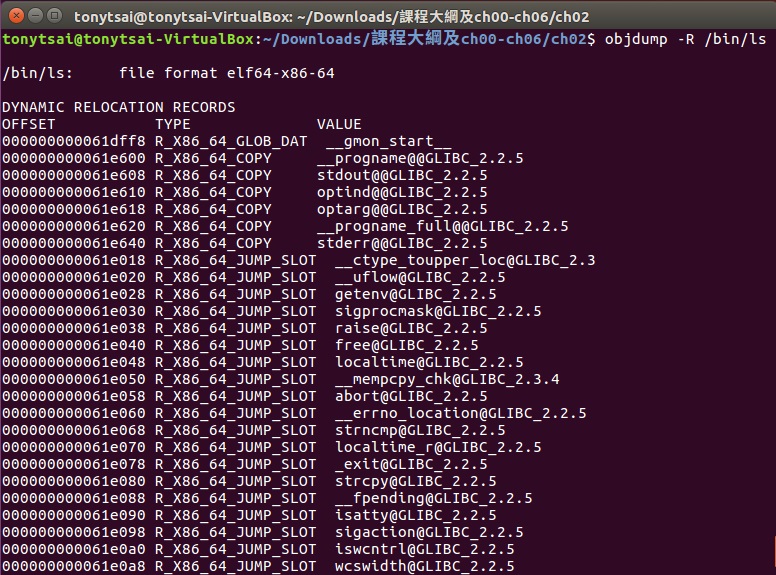 tonytsai@tonytsai-VirtualBox: ~/Downloads/課程大綱及ch00-ch06/ch02
tonytsai@tonytsai-VirtualBox:~/Downloads/課程大綱及ch00-ch06/ch02$ objdump -R /bin/ls
/bin/ls:     file format elf64-x86-64
DYNAMIC RELOCATION RECORDS
OFFSET           TYPE              VALUE
000000000061dff8 R_X86_64_GLOB_DAT  __gmon_start__
000000000061e600 R_X86_64_COPY     __progname@@GLIBC_2.2.5
000000000061e608 R_X86_64_COPY     stdout@@GLIBC_2.2.5
000000000061e610 R_X86_64_COPY     optind@@GLIBC_2.2.5
000000000061e618 R_X86_64_COPY     optarg@@GLIBC_2.2.5
000000000061e620 R_X86_64_COPY     __progname_full@@GLIBC_2.2.5
000000000061e640 R_X86_64_COPY     stderr@@GLIBC_2.2.5
000000000061e018 R_X86_64_JUMP_SLOT  __ctype_toupper_loc@GLIBC_2.3
000000000061e020 R_X86_64_JUMP_SLOT  __uflow@GLIBC_2.2.5
000000000061e028 R_X86_64_JUMP_SLOT  getenv@GLIBC_2.2.5
000000000061e030 R_X86_64_JUMP_SLOT  sigprocmask@GLIBC_2.2.5
000000000061e038 R_X86_64_JUMP_SLOT  raise@GLIBC_2.2.5
000000000061e040 R_X86_64_JUMP_SLOT  free@GLIBC_2.2.5
000000000061e048 R_X86_64_JUMP_SLOT  localtime@GLIBC_2.2.5
000000000061e050 R_X86_64_JUMP_SLOT  __mempcpy_chk@GLIBC_2.3.4
000000000061e058 R_X86_64_JUMP_SLOT  abort@GLIBC_2.2.5
000000000061e060 R_X86_64_JUMP_SLOT  __errno_location@GLIBC_2.2.5
000000000061e068 R_X86_64_JUMP_SLOT  strncmp@GLIBC_2.2.5
000000000061e070 R_X86_64_JUMP_SLOT  localtime_r@GLIBC_2.2.5
000000000061e078 R_X86_64_JUMP_SLOT  _exit@GLIBC_2.2.5
000000000061e080 R_X86_64_JUMP_SLOT  strcpy@GLIBC_2.2.5
000000000061e088 R_X86_64_JUMP_SLOT  __fpending@GLIBC_2.2.5
000000000061e090 R_X86_64_JUMP_SLOT  isatty@GLIBC_2.2.5
000000000061e098 R_X86_64_JUMP_SLOT  sigaction@GLIBC_2.2.5
000000000061e0a0 R_X86_64_JUMP_SLOT  iswcntrl@GLIBC_2.2.5
000000000061e0a8 R_X86_64_JUMP_SLOT  wcswidth@GLIBC_2.2.5